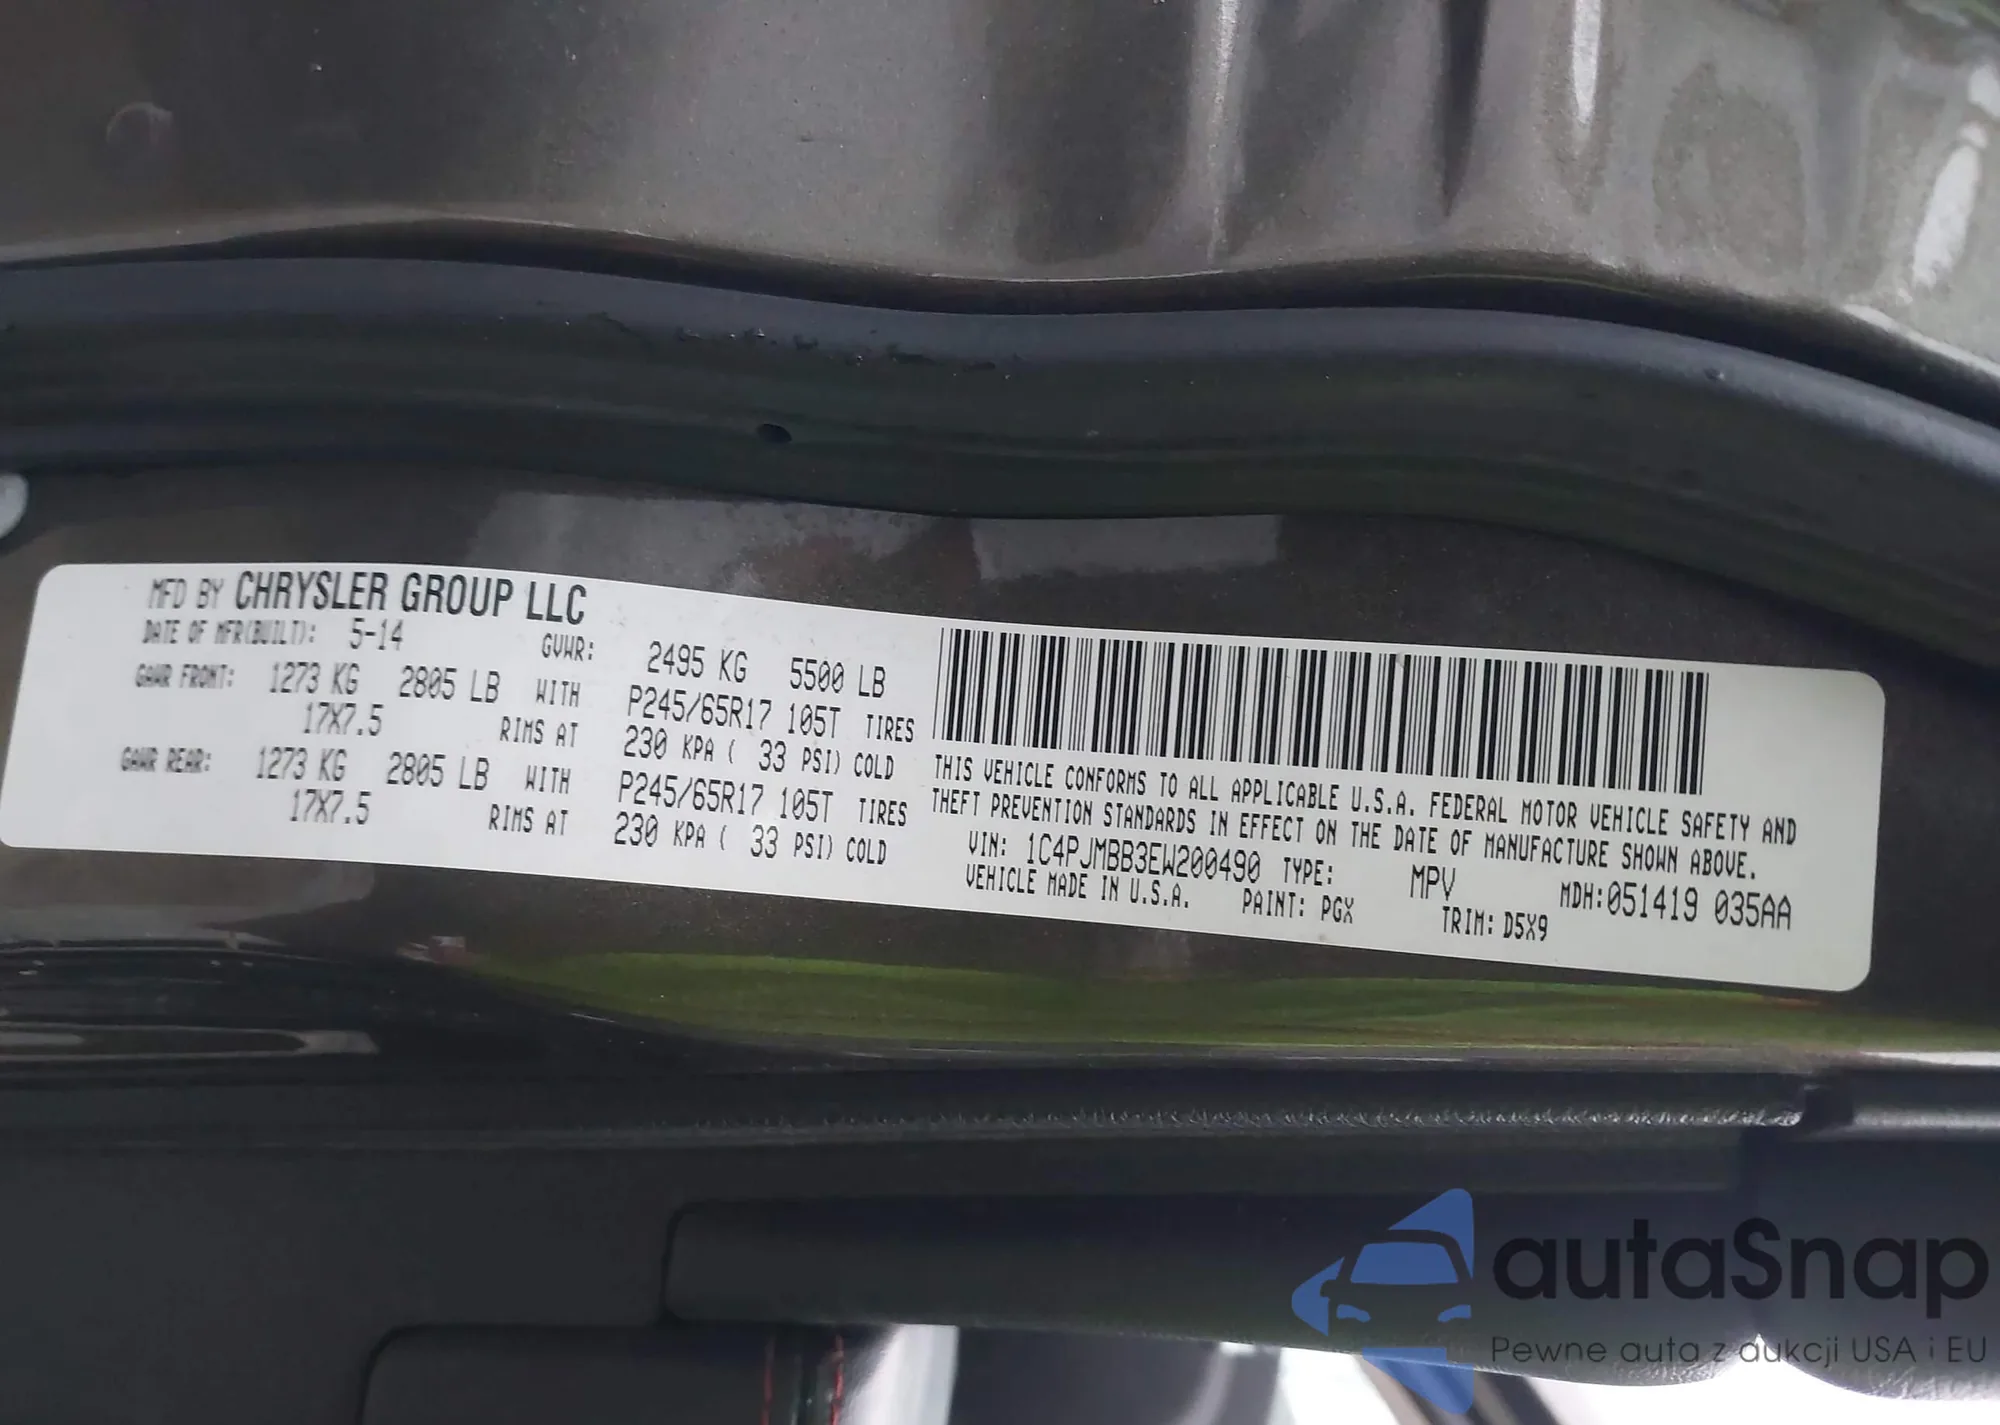 MFD BY CHRYSLER GROUP LLC
DATE OF MFR(BUILT): 5-14 GVWR: 2495 KG 5500 LB
GAWR FRONT: 1273 KG 2805 LB WITH P245/65R17 105T TIRES
17X7.5 RIMS AT 230 KPA ( 33 PSI) COLD
GAWR REAR: 1273 KG 2805 LB WITH P245/65R17 105T TIRES
17X7.5 RIMS AT 230 KPA ( 33 PSI) COLD
THIS VEHICLE CONFORMS TO ALL APPLICABLE U.S.A. FEDERAL MOTOR VEHICLE SAFETY AND
THEFT PREVENTION STANDARDS IN EFFECT ON THE DATE OF MANUFACTURE SHOWN ABOVE.
VIN: 1C4PJMBB3EW200490 TYPE: MPV MDH:051419 035AA
VEHICLE MADE IN U.S.A. PAINT: PGX TRIM: D5X9
autaSnap
Pewne auta z aukcji USA i EU